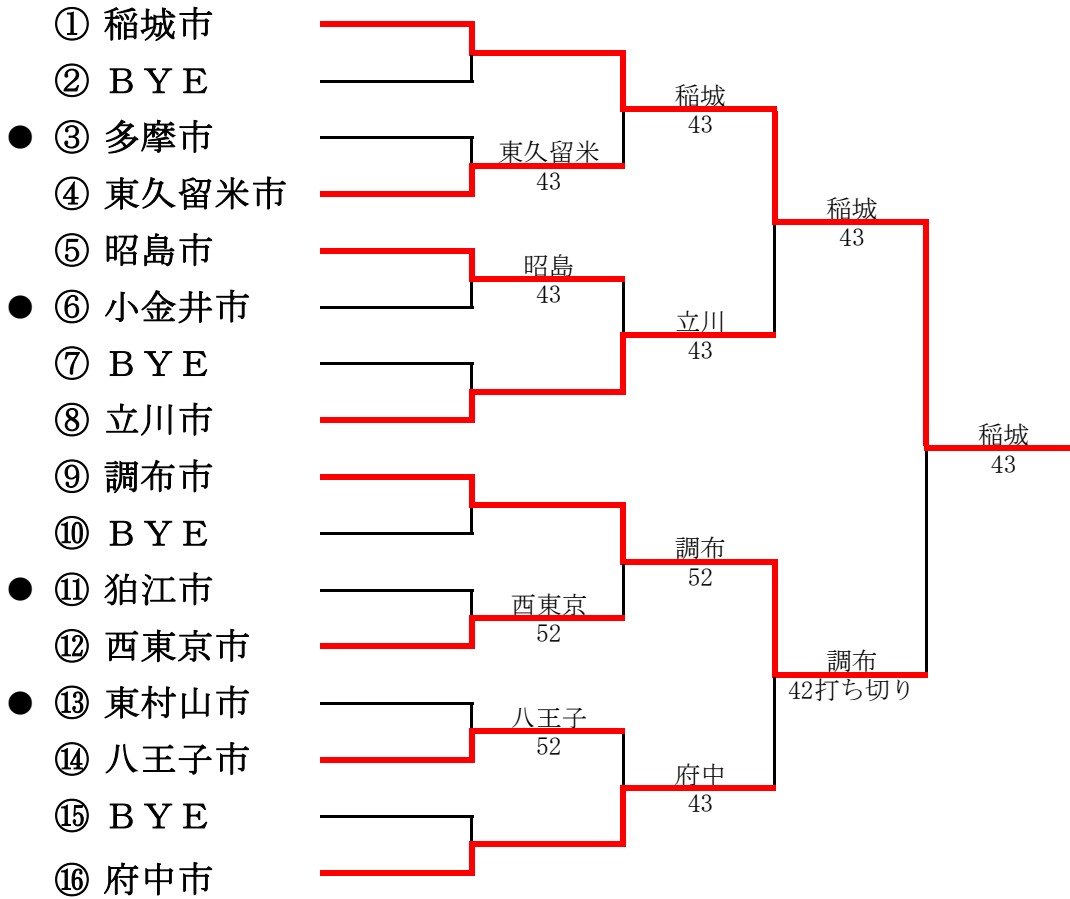 ① 稲城市
② ＢＹＥ
● ③ 多摩市
④ 東久留米市
⑤ 昭島市
● ⑥ 小金井市
⑦ ＢＹＥ
⑧ 立川市
⑨ 調布市
⑩ ＢＹＥ
● ⑪ 狛江市
⑫ 西東京市
● ⑬ 東村山市
⑭ 八王子市
⑮ ＢＹＥ
⑯ 府中市
東久留米
43
昭島
43
西東京
52
八王子
52
稲城
43
立川
43
調布
52
府中
43
稲城
43
調布
42打ち切り
稲城
43